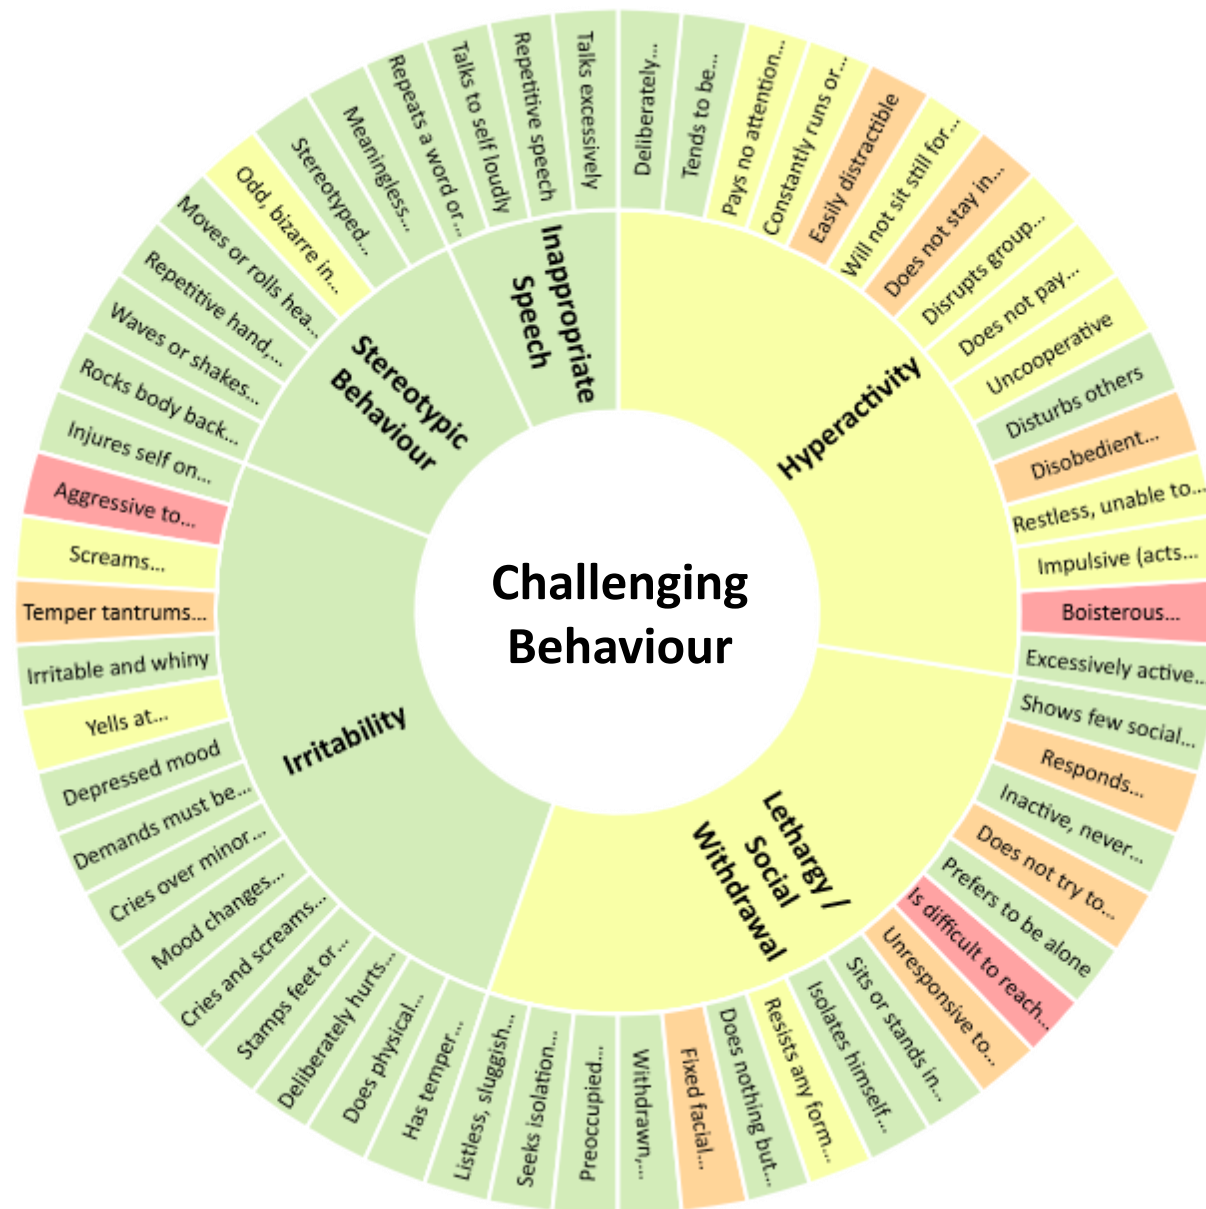 Challenging
Behaviour
Hyperactivity
Lethargy /
Social
Withdrawal
Irritability
Stereotypic
Behaviour
Inappropriate
Speech
Deliberately...
Tends to be...
Pays no attention...
Constantly runs or...
Easily distractible
Will not sit still for...
Does not stay in...
Disrupts group...
Does not pay...
Uncooperative
Disturbs others
Disobedient...
Restless, unable to...
Impulsive (acts...
Boisterous...
Excessively active...
Shows few social...
Responds...
Inactive, never...
Does not try to...
Prefers to be alone
Is difficult to reach...
Unresponsive to...
Sits or stands in...
Isolates himself...
Resists any form...
Does nothing but...
Fixed facial...
Withdrawn,...
Preoccupied...
Seeks isolation...
Listless, sluggish...
Has temper...
Does physical...
Deliberately hurts...
Stamps feet or...
Cries and screams...
Mood changes...
Cries over minor...
Demands must be...
Depressed mood
Yells at...
Irritable and whiny
Temper tantrums...
Screams...
Aggressive to...
Injures self on...
Rocks body back...
Waves or shakes...
Repetitive hand,...
Moves or rolls hea...
Odd, bizarre in...
Stereotyped...
Meaningless...
Repeats a word or...
Talks to self loudly
Repetitive speech
Talks excessively